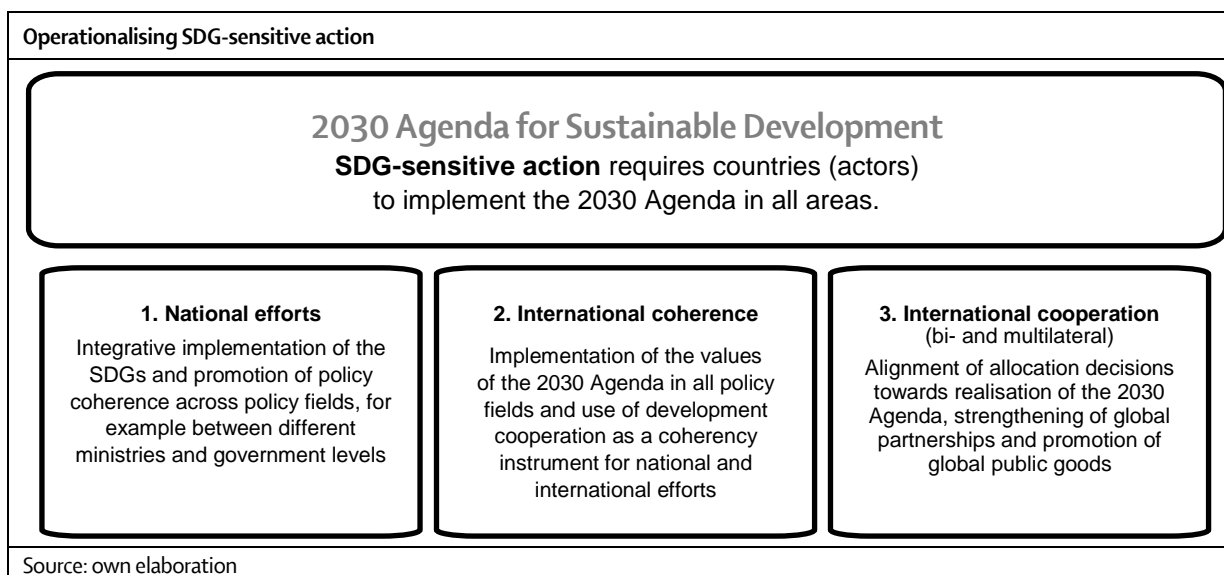 Operationalising SDG-sensitive action
2030 Agenda for Sustainable Development
SDG-sensitive action requires countries (actors)
to implement the 2030 Agenda in all areas.
1. National efforts
Integrative implementation of the
SDGs and promotion of policy
coherence across policy fields, for
example between different
ministries and government levels
2. International coherence
Implementation of the values
of the 2030 Agenda in all policy
fields and use of development
cooperation as a coherency
instrument for national and
international efforts
3. International cooperation
(bi- and multilateral)
Alignment of allocation decisions
towards realisation of the 2030
Agenda, strengthening of global
partnerships and promotion of
global public goods
Source: own elaboration